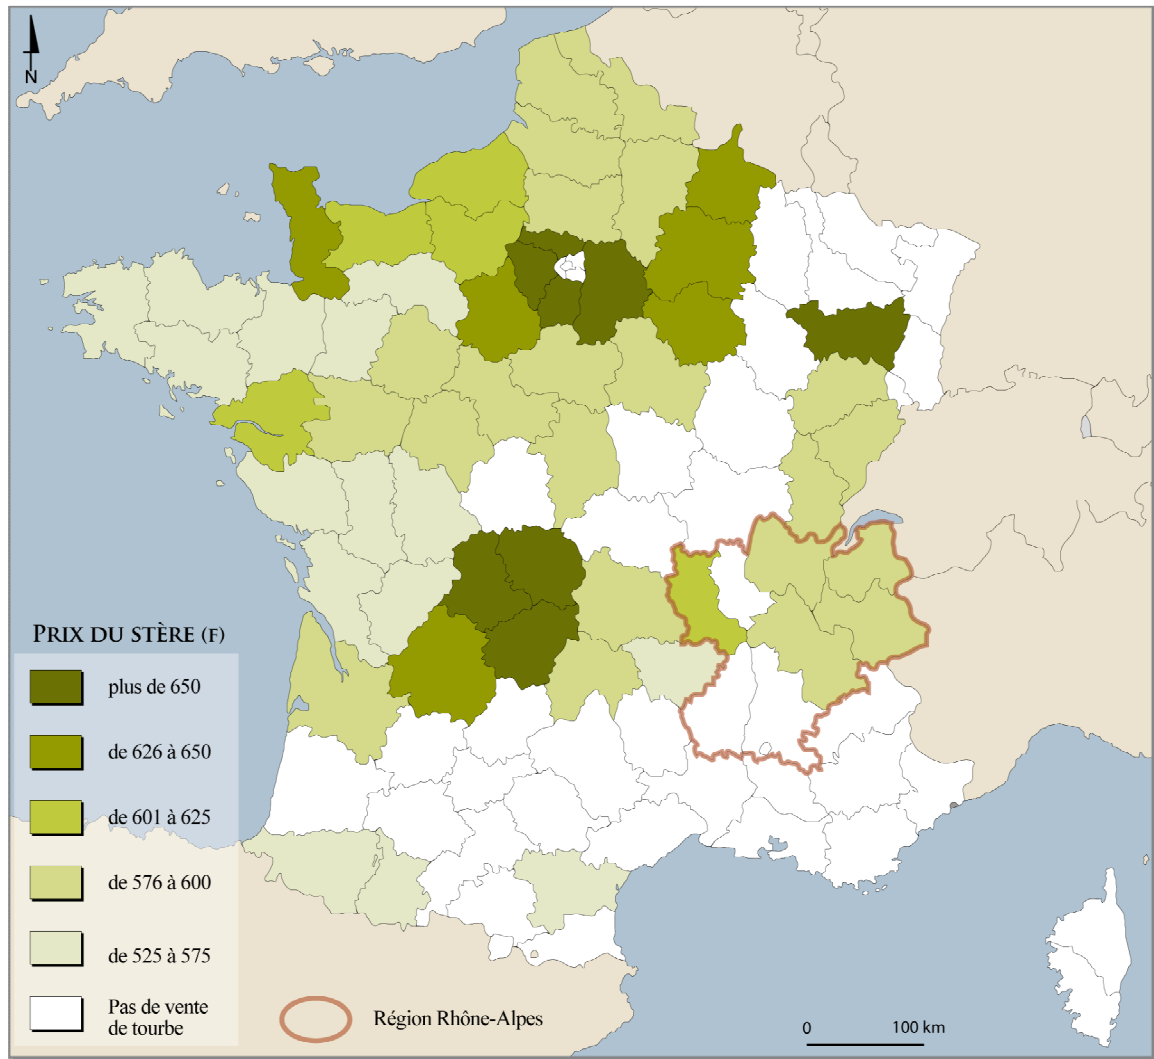 N
PRIX DU STÈRE (F)
plus de 650
de 626 à 650
de 601 à 625
de 576 à 600
de 525 à 575
Pas de vente
de tourbe
Région Rhône-Alpes
0 100 km